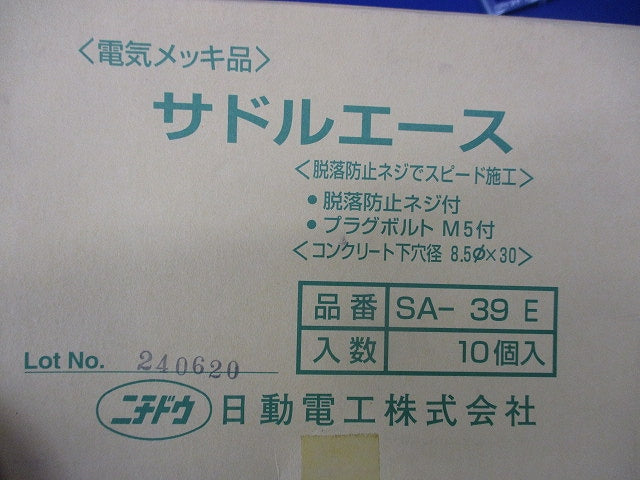 〈電気メッキ品〉
サドルエース
〈脱落防止ネジでスピード施工〉
• 脱落防止ネジ付
• プラグボルト M5付
〈コンクリート下穴径 8.5Φ×30〉
品番 SA- 39 E
入数 10個入
Lot No. 240620
ニチドウ 日動電工株式会社